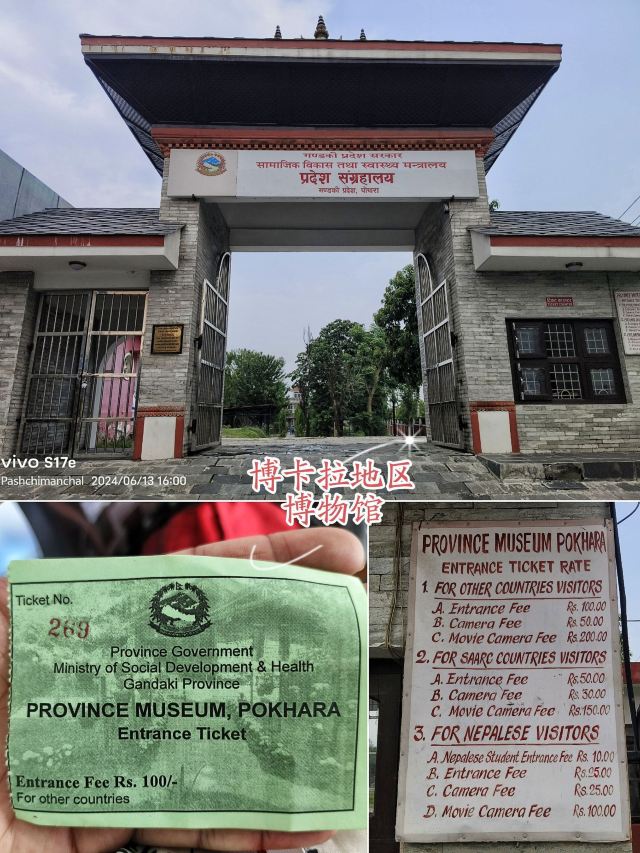 गण्डकी प्रदेश सरकार
सामाजिक विकास तथा स्वास्थ्य मन्त्रालय
प्रदेश संग्रहालय
गण्डकी प्रदेश, पोखरा
vivo S17e
Pashchimanchal 2024/06/13 16:00
博卡拉地区
博物馆
Ticket No.
269
Province Government
Ministry of Social Development & Health
Gandaki Province
PROVINCE MUSEUM, POKHARA
Entrance Ticket
Entrance Fee Rs. 100/-
For other countries
PROVINCE MUSEUM POKHARA
ENTRANCE TICKET RATE
1. FOR OTHER COUNTRIES VISITORS
A. Entrance Fee Rs. 100.00
B. Camera Fee Rs. 50.00
C. Movie Camera Fee Rs. 200.00
2. FOR SAARC COUNTRIES VISITORS
A. Entrance Fee Rs. 50.00
B. Camera Fee Rs. 30.00
C. Movie Camera Fee Rs. 150.00
3. FOR NEPALESE VISITORS
A. Nepalese Student Entrance Fee Rs. 10.00
B. Entrance Fee Rs. 25.00
C. Camera Fee Rs. 25.00
D. Movie Camera Fee Rs. 100.00